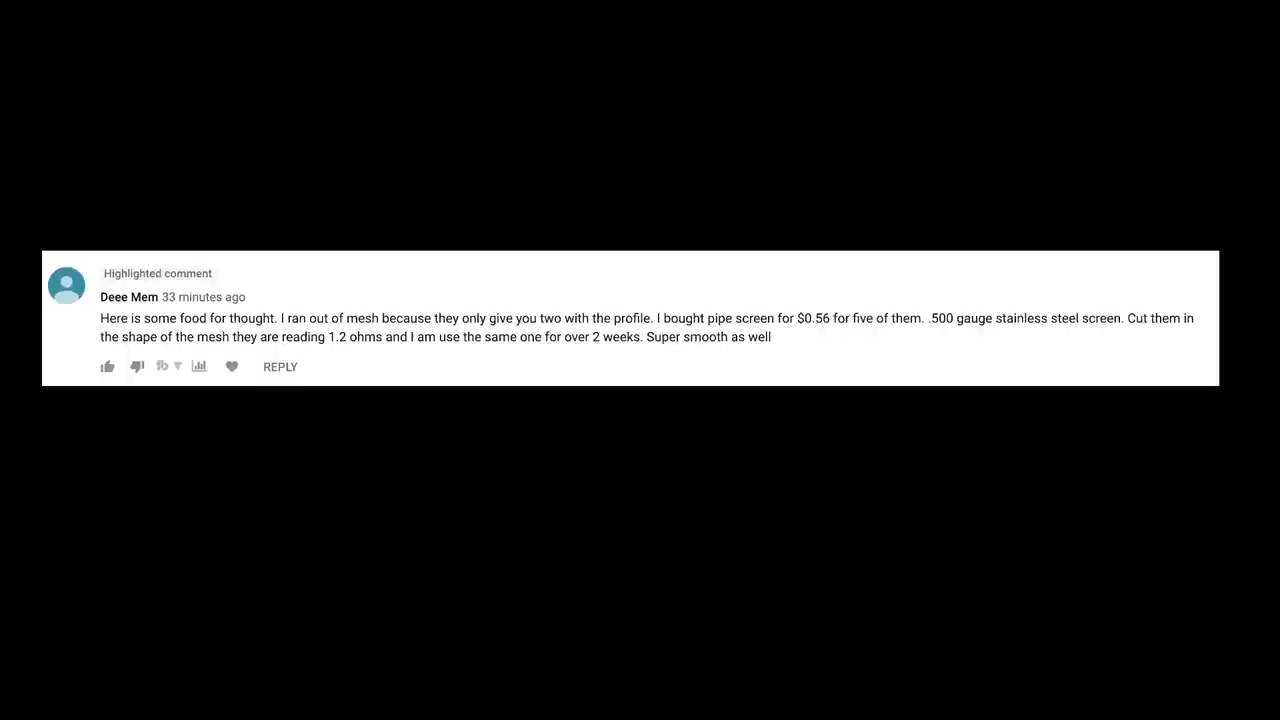 Highlighted comment
Deee Mem 33 minutes ago
Here is some food for thought. I ran out of mesh because they only give you two with the profile. I bought pipe screen for $0.56 for five of them. .500 gauge stainless steel screen. Cut them in
the shape of the mesh they are reading 1.2 ohms and I am use the same one for over 2 weeks. Super smooth as well
REPLY